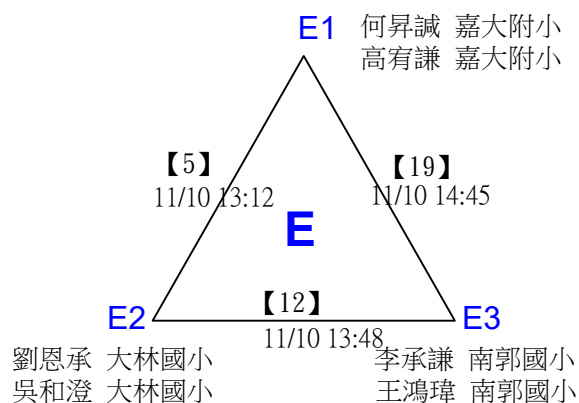 E1
何昇諴 嘉大附小
高宥謙 嘉大附小
【5】
11/10 13:12
【19】
11/10 14:45
E
E2
【12】
E3
11/10 13:48
劉恩承 大林國小
吳和澄 大林國小
李承謙 南郭國小
王鴻瑋 南郭國小